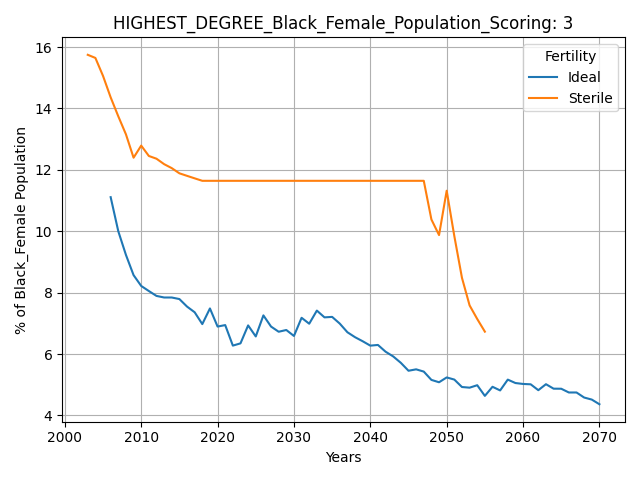 HIGHEST_DEGREE_Black_Female_Population_Scoring: 3
Fertility
Ideal
Sterile
% of Black_Female Population
16
14
12
10
8
6
4
2000 2010 2020 2030 2040 2050 2060 2070
Years